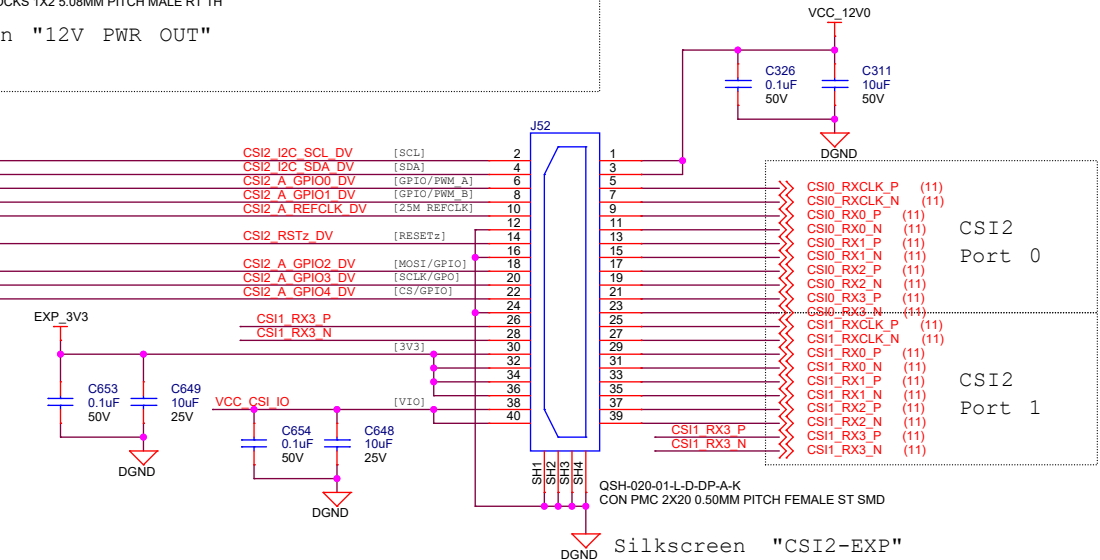 OCKS 1X2 5.08MM PITCH MALE RT TH
n "12V PWR OUT"
VCC_12V0
C326
0.1uF
50V
C311
10uF
50V
DGND
J52
CSI2_I2C_SCL_DV [SCL] 2
CSI2_I2C_SDA_DV [SDA] 4
CSI2_A_GPIO0_DV [GPIO/PWM_A] 6
CSI2_A_GPIO1_DV [GPIO/PWM_B] 8
CSI2_A_REFCLK_DV [25M REFCLK] 10
12
CSI2_RSTz_DV [RESETz] 14
16
CSI2_A_GPIO2_DV [MOSI/GPIO] 18
CSI2_A_GPIO3_DV [SCLK/GPO] 20
CSI2_A_GPIO4_DV [CS/GPIO] 22
24
CSI1_RX3_P 26
CSI1_RX3_N 28
[3V3] 30
32
34
36
VCC_CSI_IO [VIO] 38
40
1
3
5 CSI0_RXCLK_P (11)
7 CSI0_RXCLK_N (11)
9 CSI0_RX0_P (11)
11 CSI0_RX0_N (11)
13 CSI0_RX1_P (11)
15 CSI0_RX1_N (11)
17 CSI0_RX2_P (11)
19 CSI0_RX2_N (11)
21 CSI0_RX3_P (11)
23 CSI0_RX3_N (11)
25 CSI1_RXCLK_P (11)
27 CSI1_RXCLK_N (11)
29 CSI1_RX0_P (11)
31 CSI1_RX0_N (11)
33 CSI1_RX1_P (11)
35 CSI1_RX1_N (11)
37 CSI1_RX2_P (11)
39 CSI1_RX2_N (11)
CSI1_RX3_P CSI1_RX3_P (11)
CSI1_RX3_N CSI1_RX3_N (11)
CSI2
Port 0
CSI2
Port 1
EXP_3V3
C653
0.1uF
50V
C649
10uF
25V
DGND
C654
0.1uF
50V
C648
10uF
25V
DGND
SH1
SH2
SH3
SH4
QSH-020-01-L-D-DP-A-K
CON PMC 2X20 0.50MM PITCH FEMALE ST SMD
DGND
Silkscreen "CSI2-EXP"